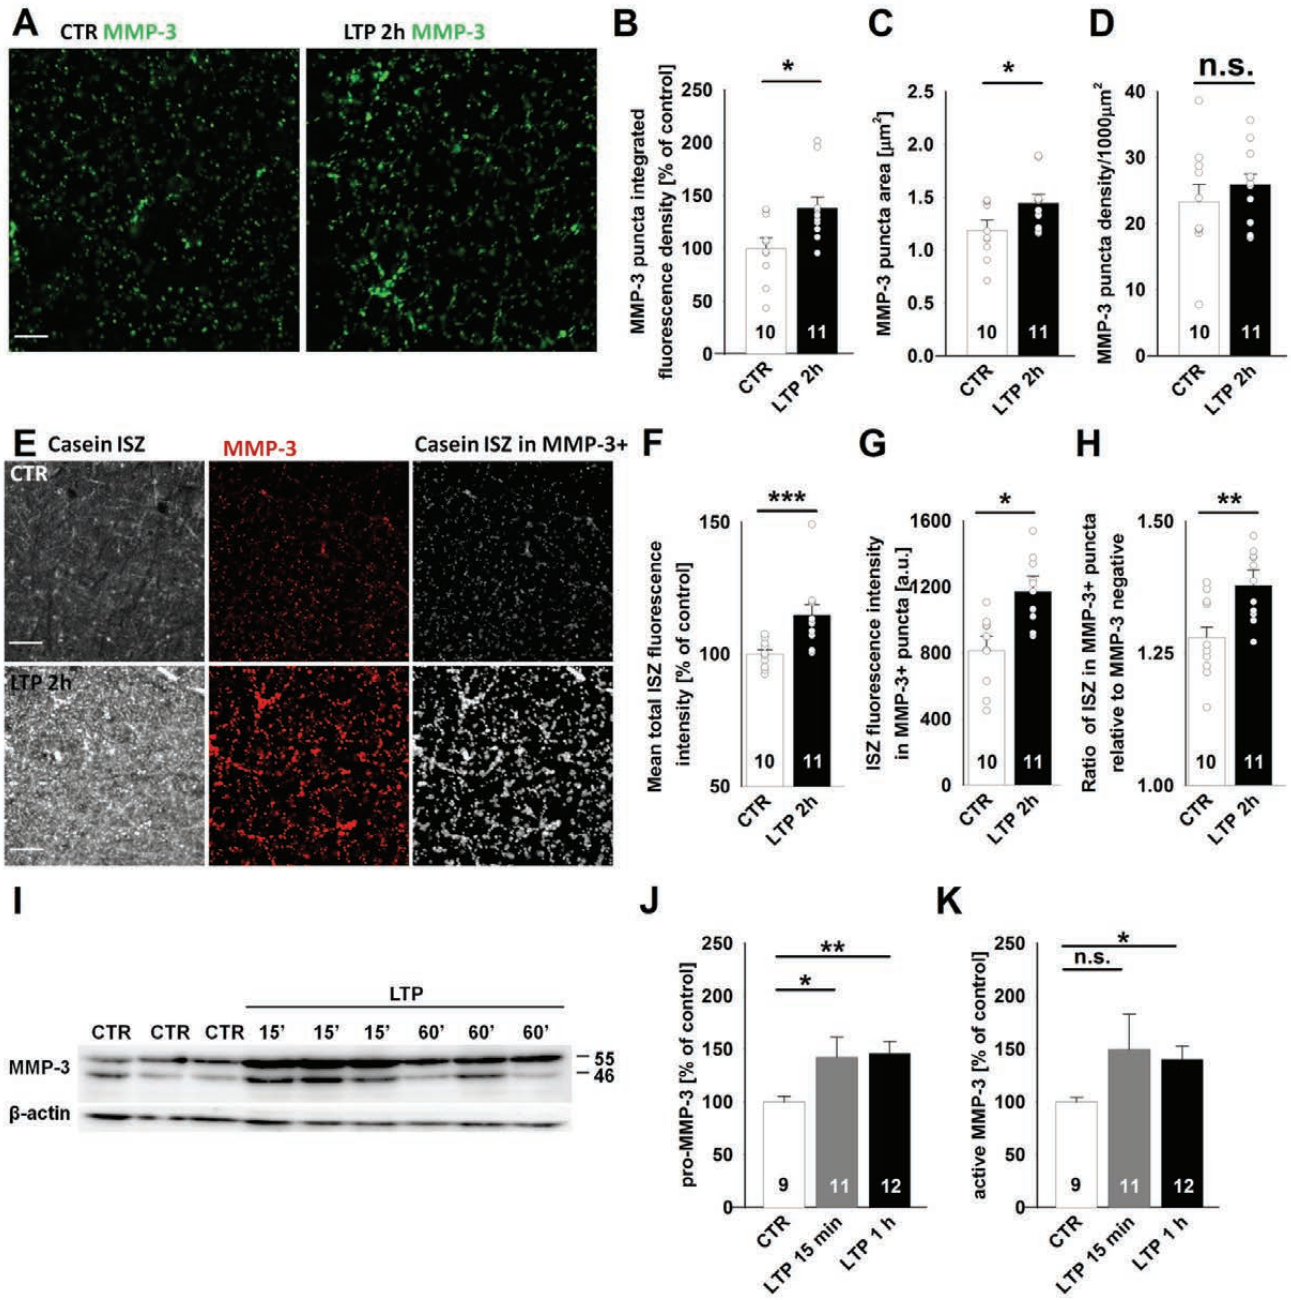 A
CTR MMP-3
LTP 2h MMP-3
B
MMP-3 puncta integrated
fluorescence density [% of control]
250
200
150
100
50
0
*
10
11
CTR
LTP 2h
C
MMP-3 puncta area [µm²]
2.5
2.0
1.5
1.0
0.5
0.0
*
10
11
CTR
LTP 2h
D
MMP-3 puncta density/1000µm²
40
30
20
10
0
n.s.
10
11
CTR
LTP 2h
E
Casein ISZ
MMP-3
Casein ISZ in MMP-3+
CTR
LTP 2h
F
Mean total ISZ fluorescence
intensity [% of control]
150
100
50
***
10
11
CTR
LTP 2h
G
ISZ fluorescence intensity
in MMP-3+ puncta [a.u.]
1600
1200
800
400
0
*
10
11
CTR
LTP 2h
H
Ratio of ISZ in MMP-3+ puncta
relative to MMP-3 negative
1.50
1.25
1.00
**
10
11
CTR
LTP 2h
I
LTP
CTR CTR CTR 15’ 15’ 15’ 60’ 60’ 60’
MMP-3
55
46
β-actin
J
pro-MMP-3 [% of control]
250
200
150
100
50
0
**
*
9
11
12
CTR
LTP 15 min
LTP 1 h
K
active MMP-3 [% of control]
250
200
150
100
50
0
*
n.s.
9
11
12
CTR
LTP 15 min
LTP 1 h